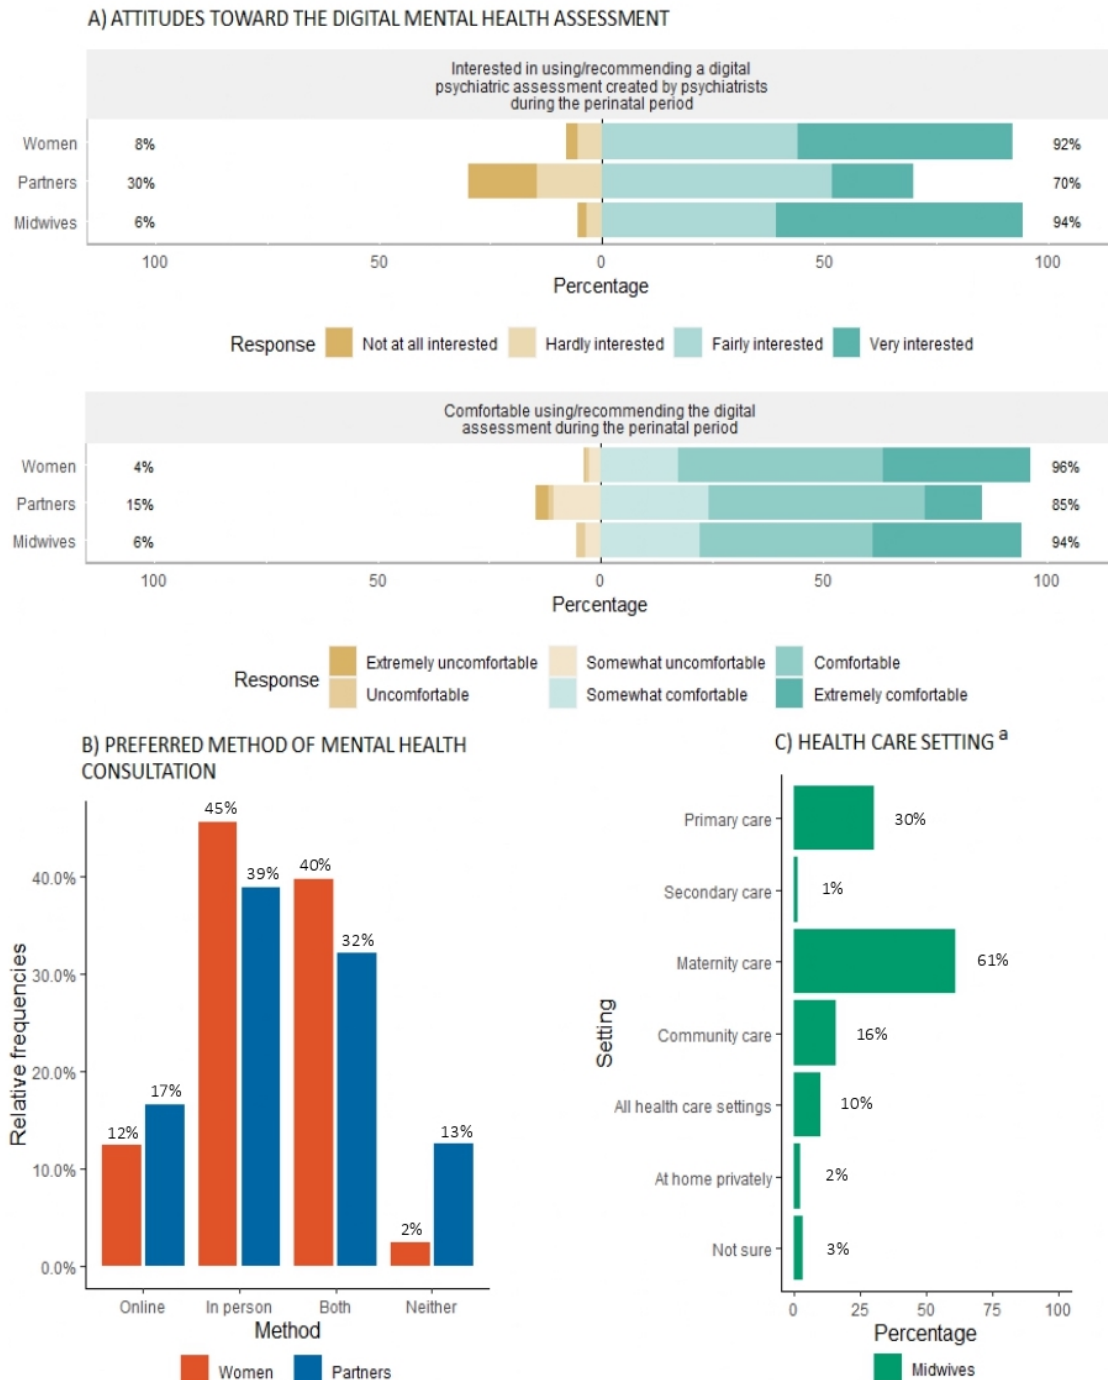 A) ATTITUDES TOWARD THE DIGITAL MENTAL HEALTH ASSESSMENT
Interested in using/recommending a digital
psychiatric assessment created by psychiatrists
during the perinatal period
Women 8% 92%
Partners 30% 70%
Midwives 6% 94%
100 50 0 50 100
Percentage
Response Not at all interested Hardly interested Fairly interested Very interested
Comfortable using/recommending the digital
assessment during the perinatal period
Women 4% 96%
Partners 15% 85%
Midwives 6% 94%
100 50 0 50 100
Percentage
Response
Extremely uncomfortable Somewhat uncomfortable Comfortable
Uncomfortable Somewhat comfortable Extremely comfortable
B) PREFERRED METHOD OF MENTAL HEALTH
CONSULTATION
Relative frequencies
40.0%
30.0%
20.0%
10.0%
0.0%
12% 17% 45% 39% 40% 32% 2% 13%
Online In person Both Neither
Method
Women Partners
C) HEALTH CARE SETTING a
Setting
Primary care 30%
Secondary care 1%
Maternity care 61%
Community care 16%
All health care settings 10%
At home privately 2%
Not sure 3%
0 25 50 75 100
Percentage
Midwives